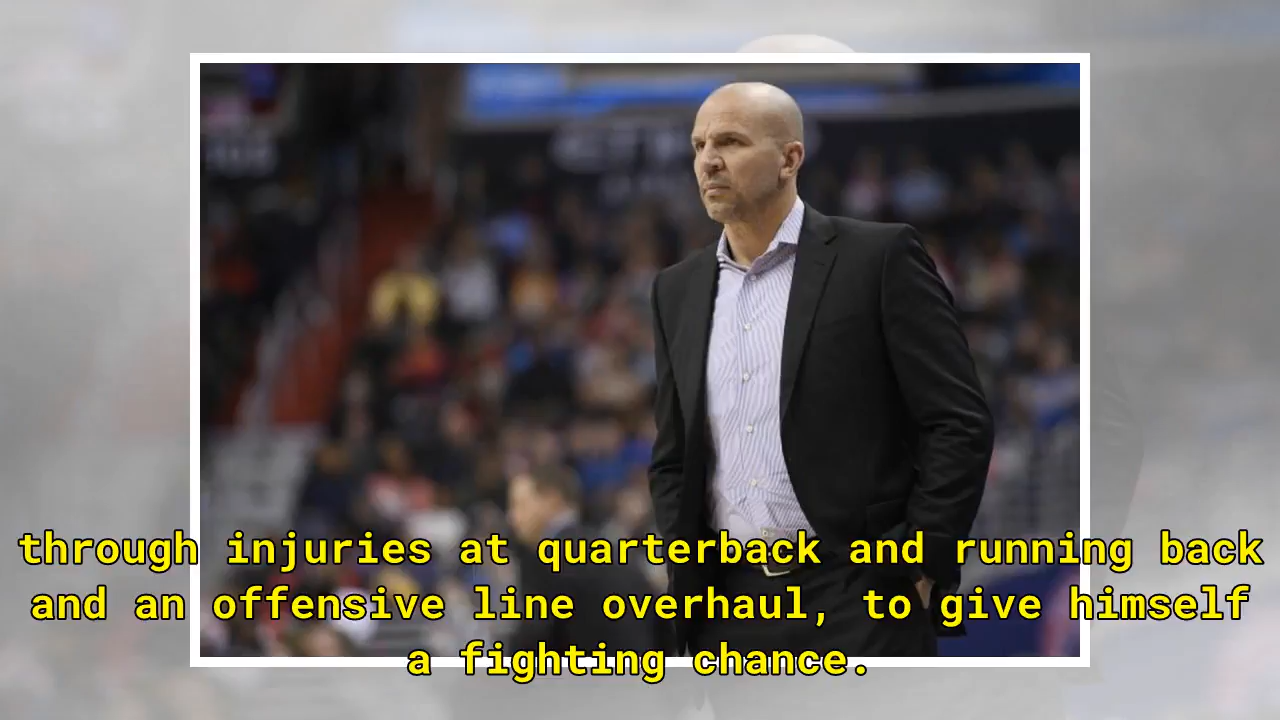 through injuries at quarterback and running back
and an offensive line overhaul, to give himself
a fighting chance.